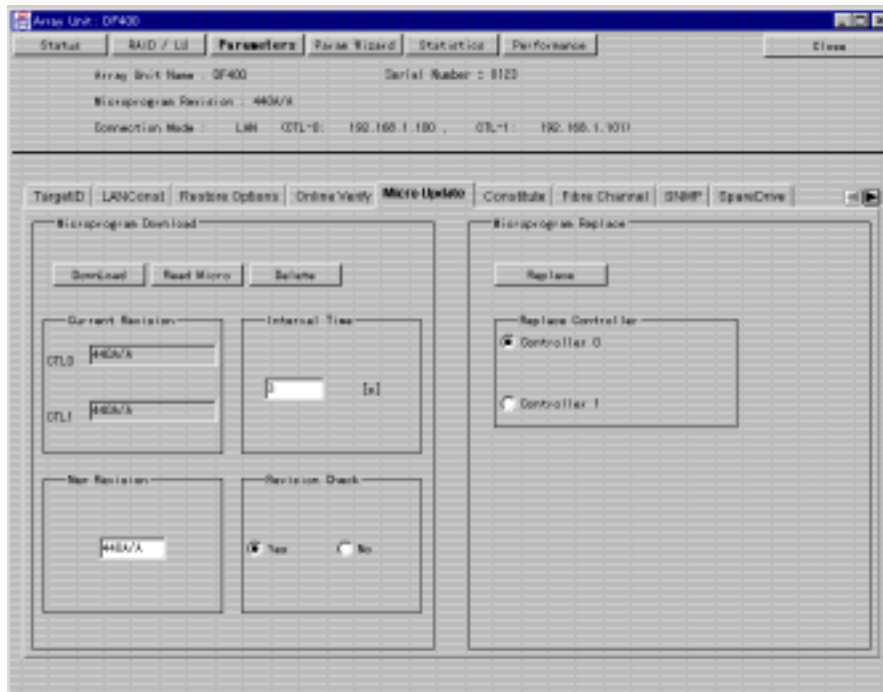 Array Unit: DF400
Status RAID / LU Parameters Param Wizard Statistics Performance Close
Array Unit Name : DF400 Serial Number : 0123
Microprogram Revision : 440A/A
Connection Mode : LAN (CTL-0: 192.168.1.100 , CTL-1: 192.168.1.101)
TargetID LANConst Restore Options Online Verify Micro Update Constitute Fibre Channel SNMP SpareDrive
Microprogram Download
DownLoad Read Micro Delete
Current Revision
CTL0 440A/A
CTL1 440A/A
Internal Time
3 [s]
New Revision
440A/A
Revision Check
Yes No
Microprogram Replace
Replace
Replace Controller
Controller 0
Controller 1